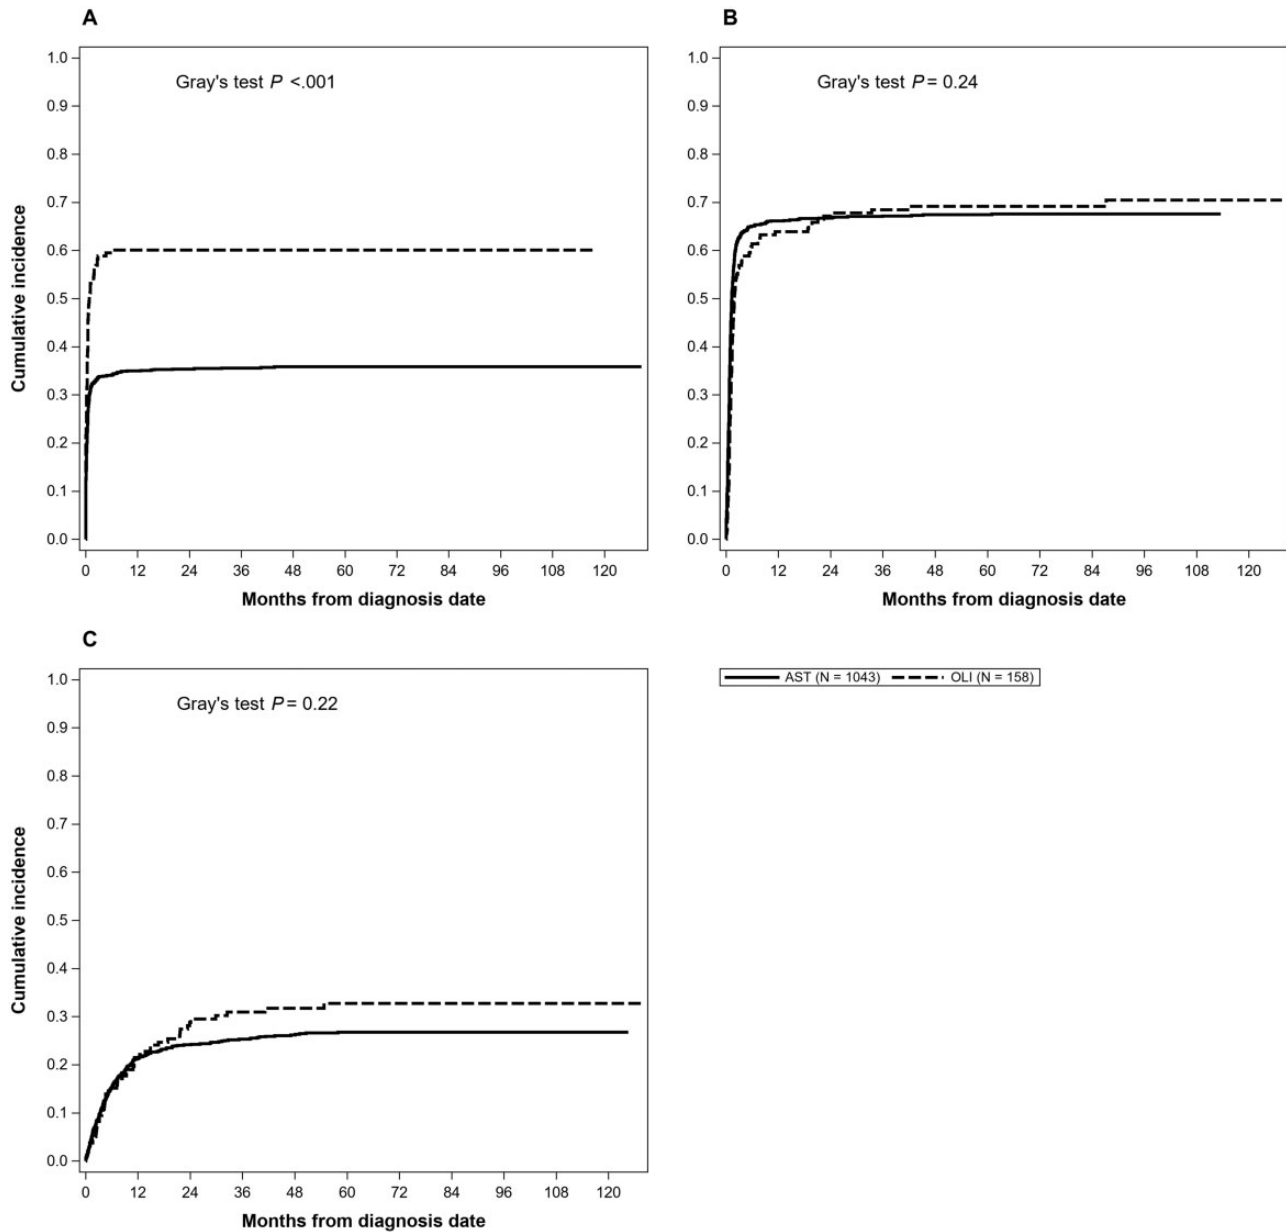 A
Gray's test P <.001
1.0
0.9
0.8
0.7
0.6
0.5
0.4
0.3
0.2
0.1
0.0
Cumulative incidence
0 12 24 36 48 60 72 84 96 108 120
Months from diagnosis date
B
Gray's test P = 0.24
1.0
0.9
0.8
0.7
0.6
0.5
0.4
0.3
0.2
0.1
0.0
0 12 24 36 48 60 72 84 96 108 120
Months from diagnosis date
C
Gray's test P = 0.22
1.0
0.9
0.8
0.7
0.6
0.5
0.4
0.3
0.2
0.1
0.0
Cumulative incidence
0 12 24 36 48 60 72 84 96 108 120
Months from diagnosis date
AST (N = 1043) OLI (N = 158)